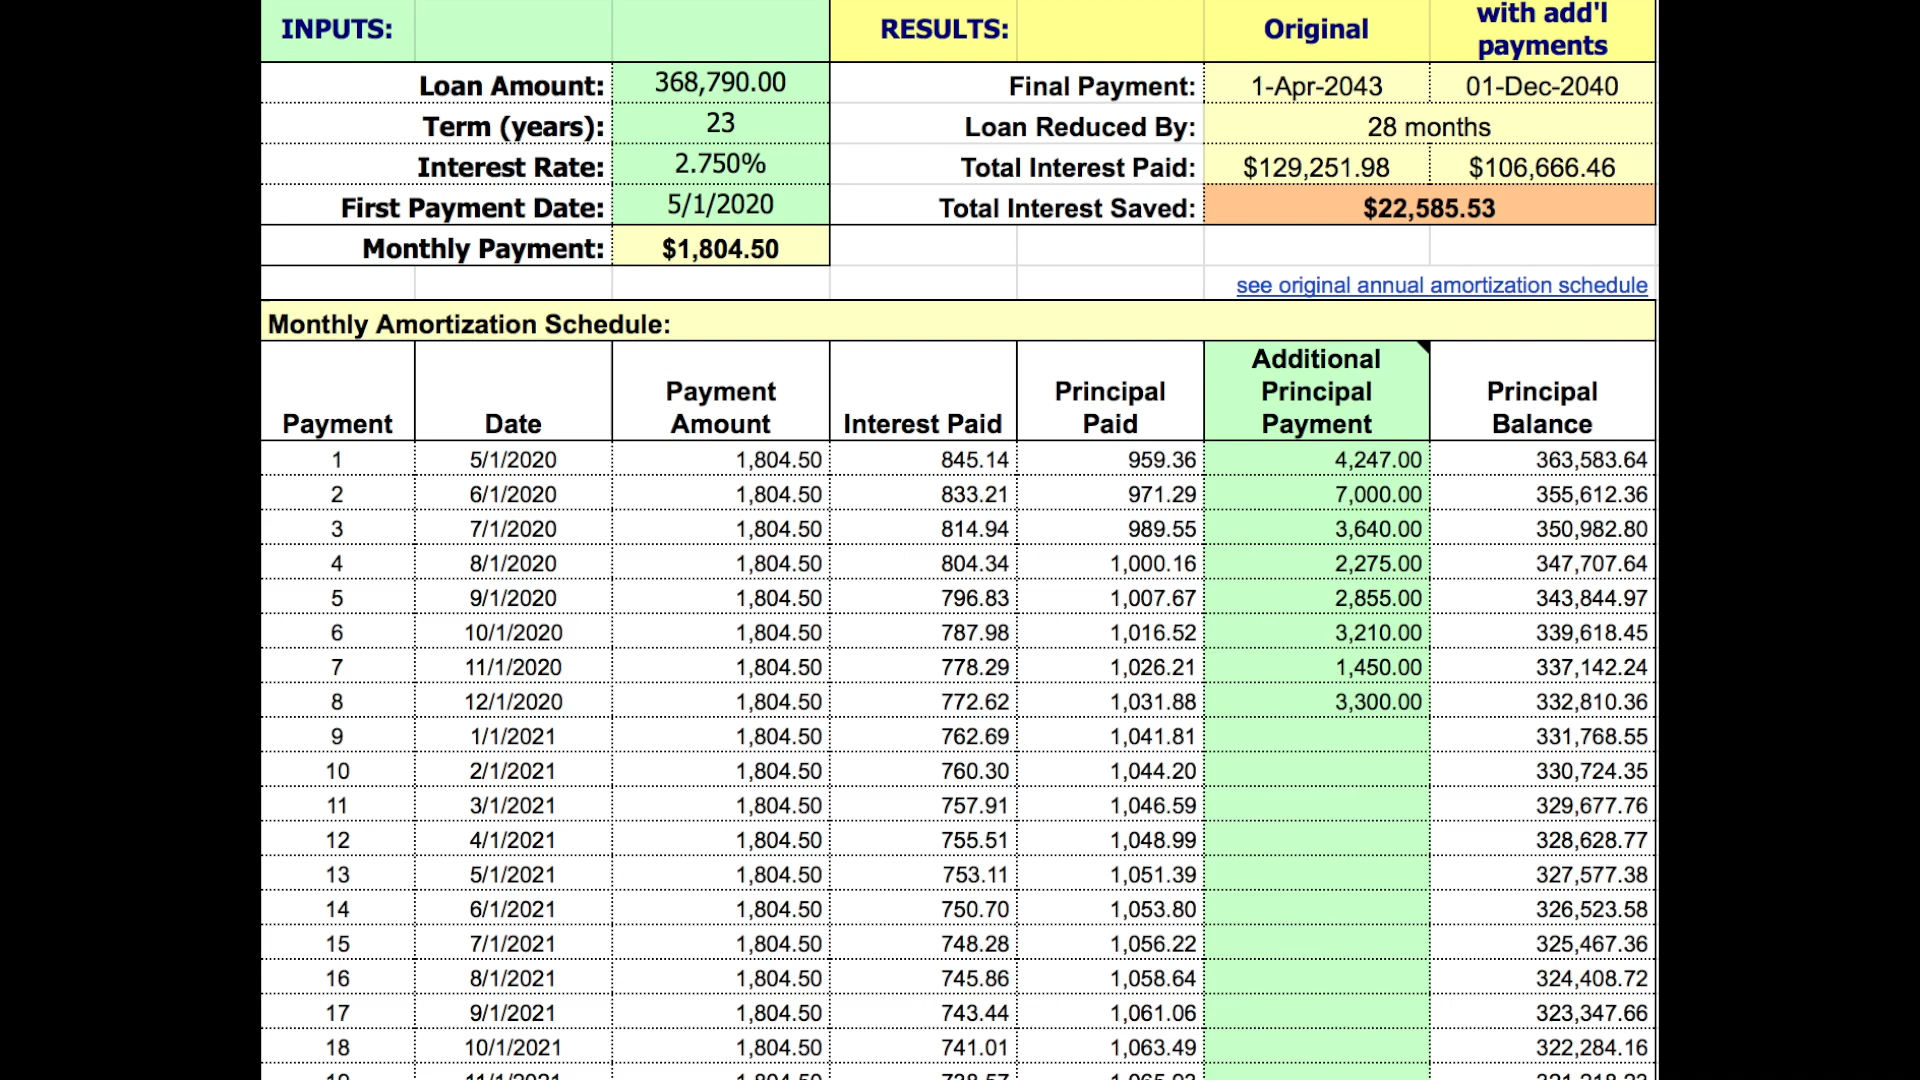 INPUTS: RESULTS: Original with add'l payments
Loan Amount: 368,790.00 Final Payment: 1-Apr-2043 01-Dec-2040
Term (years): 23 Loan Reduced By: 28 months
Interest Rate: 2.750% Total Interest Paid: $129,251.98 $106,666.46
First Payment Date: 5/1/2020 Total Interest Saved: $22,585.53
Monthly Payment: $1,804.50
see original annual amortization schedule
Monthly Amortization Schedule:
Payment Date Payment Amount Interest Paid Principal Paid Additional Principal Payment Principal Balance
1 5/1/2020 1,804.50 845.14 959.36 4,247.00 363,583.64
2 6/1/2020 1,804.50 833.21 971.29 7,000.00 355,612.36
3 7/1/2020 1,804.50 814.94 989.55 3,640.00 350,982.80
4 8/1/2020 1,804.50 804.34 1,000.16 2,275.00 347,707.64
5 9/1/2020 1,804.50 796.83 1,007.67 2,855.00 343,844.97
6 10/1/2020 1,804.50 787.98 1,016.52 3,210.00 339,618.45
7 11/1/2020 1,804.50 778.29 1,026.21 1,450.00 337,142.24
8 12/1/2020 1,804.50 772.62 1,031.88 3,300.00 332,810.36
9 1/1/2021 1,804.50 762.69 1,041.81 331,768.55
10 2/1/2021 1,804.50 760.30 1,044.20 330,724.35
11 3/1/2021 1,804.50 757.91 1,046.59 329,677.76
12 4/1/2021 1,804.50 755.51 1,048.99 328,628.77
13 5/1/2021 1,804.50 753.11 1,051.39 327,577.38
14 6/1/2021 1,804.50 750.70 1,053.80 326,523.58
15 7/1/2021 1,804.50 748.28 1,056.22 325,467.36
16 8/1/2021 1,804.50 745.86 1,058.64 324,408.72
17 9/1/2021 1,804.50 743.44 1,061.06 323,347.66
18 10/1/2021 1,804.50 741.01 1,063.49 322,284.16